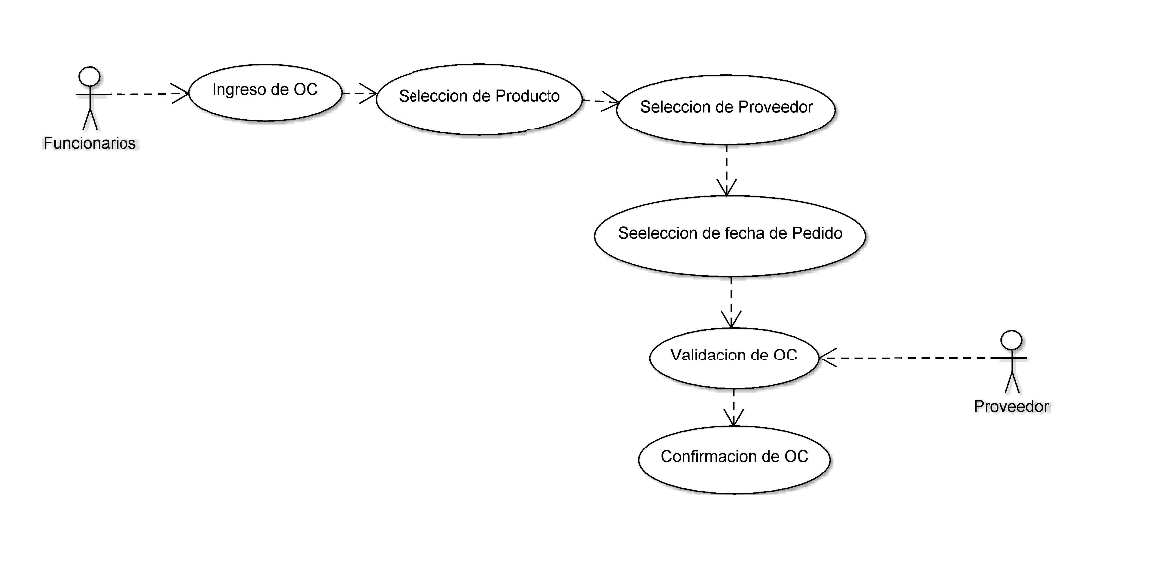 Ingreso de OC
Seleccion de Producto
Seleccion de Proveedor
Funcionarios
Seeleccion de fecha de Pedido
Validacion de OC
Proveedor
Confirmacion de OC